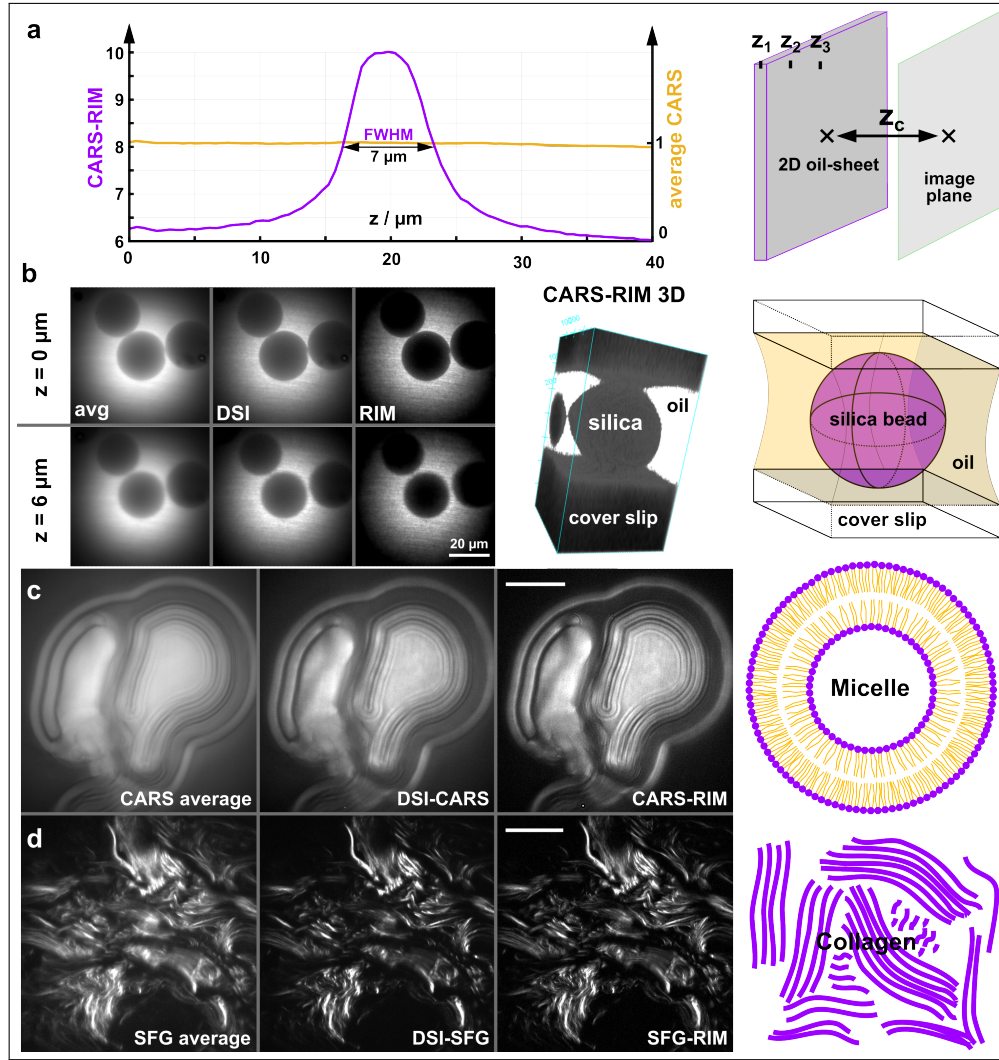 a
CARS-RIM
10
9
8
7
6
FWHM
7 µm
z / µm
0
10
20
30
40
1
0
average CARS
z1 z2 z3
zc
2D oil-sheet
image
plane
b
z = 0 µm
avg
DSI
RIM
z = 6 µm
20 µm
CARS-RIM 3D
silica
oil
cover slip
silica bead
oil
cover slip
c
CARS average
DSI-CARS
CARS-RIM
Micelle
d
SFG average
DSI-SFG
SFG-RIM
Collagen